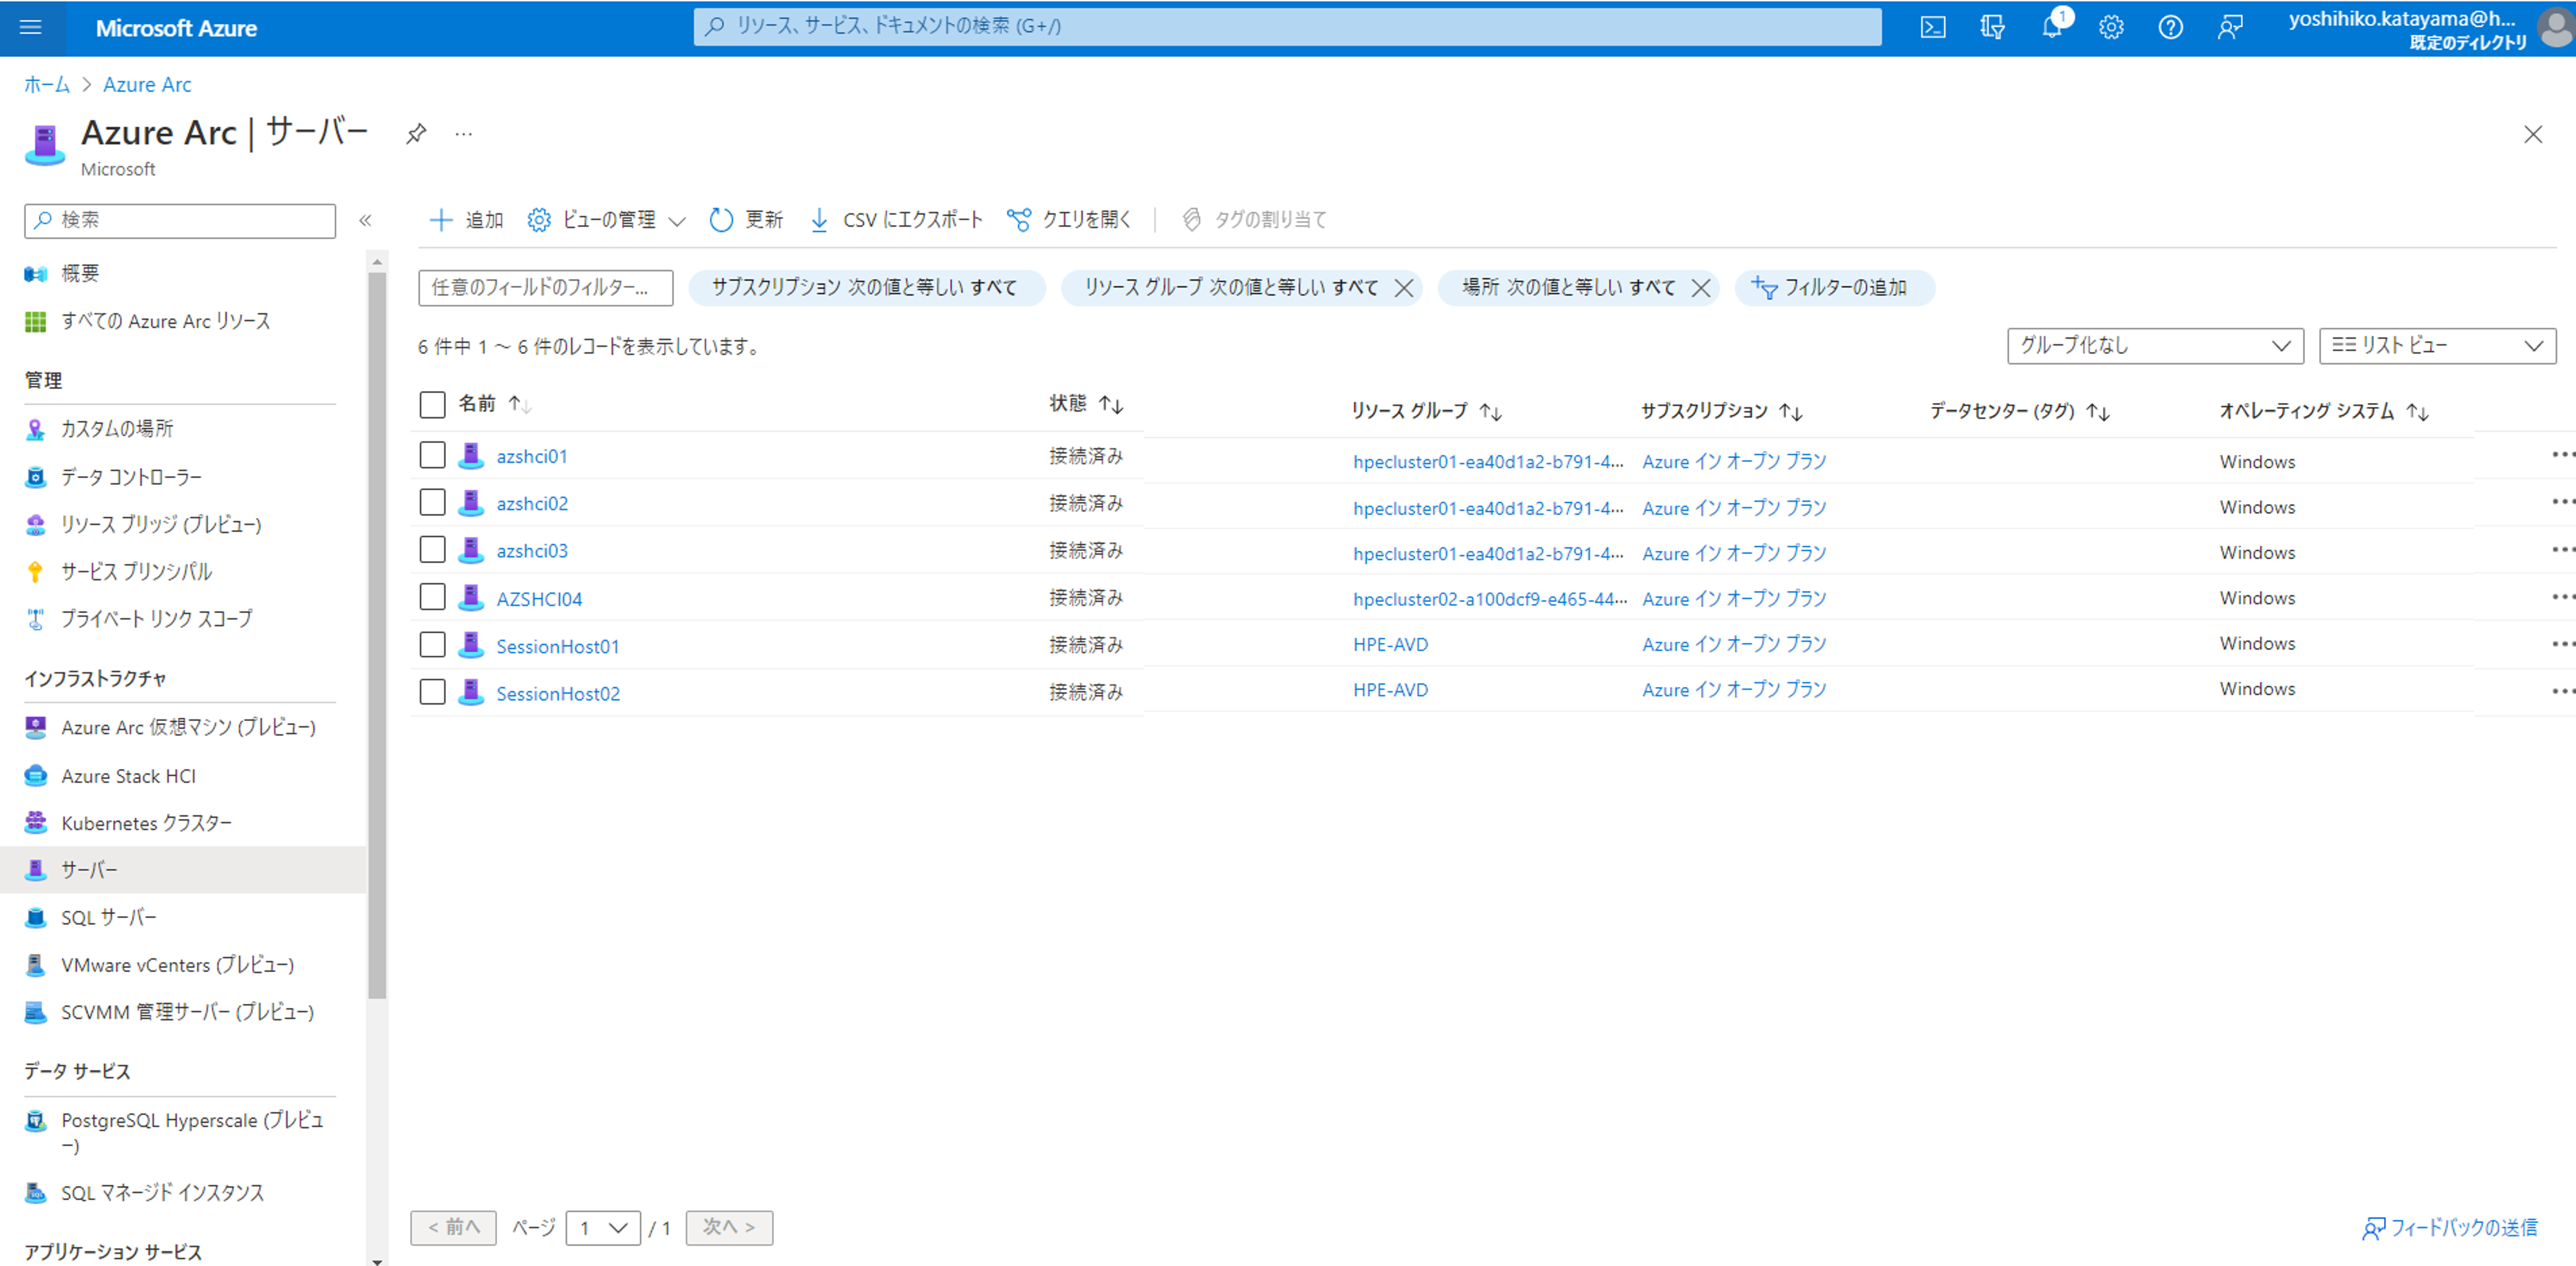 Microsoft Azure
リソース、サービス、ドキュメントの検索 (G+/)
1
yoshihiko.katayama@h...
既定のディレクトリ
ホーム > Azure Arc
Azure Arc | サーバー
...
Microsoft
検索
«
追加
ビューの管理
更新
CSV にエクスポート
クエリを開く
タグの割り当て
概要
すべての Azure Arc リソース
管理
カスタムの場所
データ コントローラー
リソース ブリッジ (プレビュー)
サービス プリンシパル
プライベート リンク スコープ
インフラストラクチャ
Azure Arc 仮想マシン (プレビュー)
Azure Stack HCI
Kubernetes クラスター
サーバー
SQL サーバー
VMware vCenters (プレビュー)
SCVMM 管理サーバー (プレビュー)
データ サービス
PostgreSQL Hyperscale (プレビュ
ー)
SQL マネージド インスタンス
アプリケーション サービス
任意のフィールドのフィルター...
サブスクリプション 次の値と等しい すべて
リソース グループ 次の値と等しい すべて
場所 次の値と等しい すべて
フィルターの追加
6 件中 1 ～ 6 件のレコードを表示しています。
グループ化なし
リスト ビュー
名前 ↑↓ 状態 ↑↓ リソース グループ ↑↓ サブスクリプション ↑↓ データセンター (タグ) ↑↓ オペレーティング システム ↑↓
azshci01 接続済み hpecluster01-ea40d1a2-b791-4... Azure イン オープン プラン Windows ...
azshci02 接続済み hpecluster01-ea40d1a2-b791-4... Azure イン オープン プラン Windows ...
azshci03 接続済み hpecluster01-ea40d1a2-b791-4... Azure イン オープン プラン Windows ...
AZSHCI04 接続済み hpecluster02-a100dcf9-e465-44... Azure イン オープン プラン Windows ...
SessionHost01 接続済み HPE-AVD Azure イン オープン プラン Windows ...
SessionHost02 接続済み HPE-AVD Azure イン オープン プラン Windows ...
< 前へ ページ 1 / 1 次へ >
フィードバックの送信